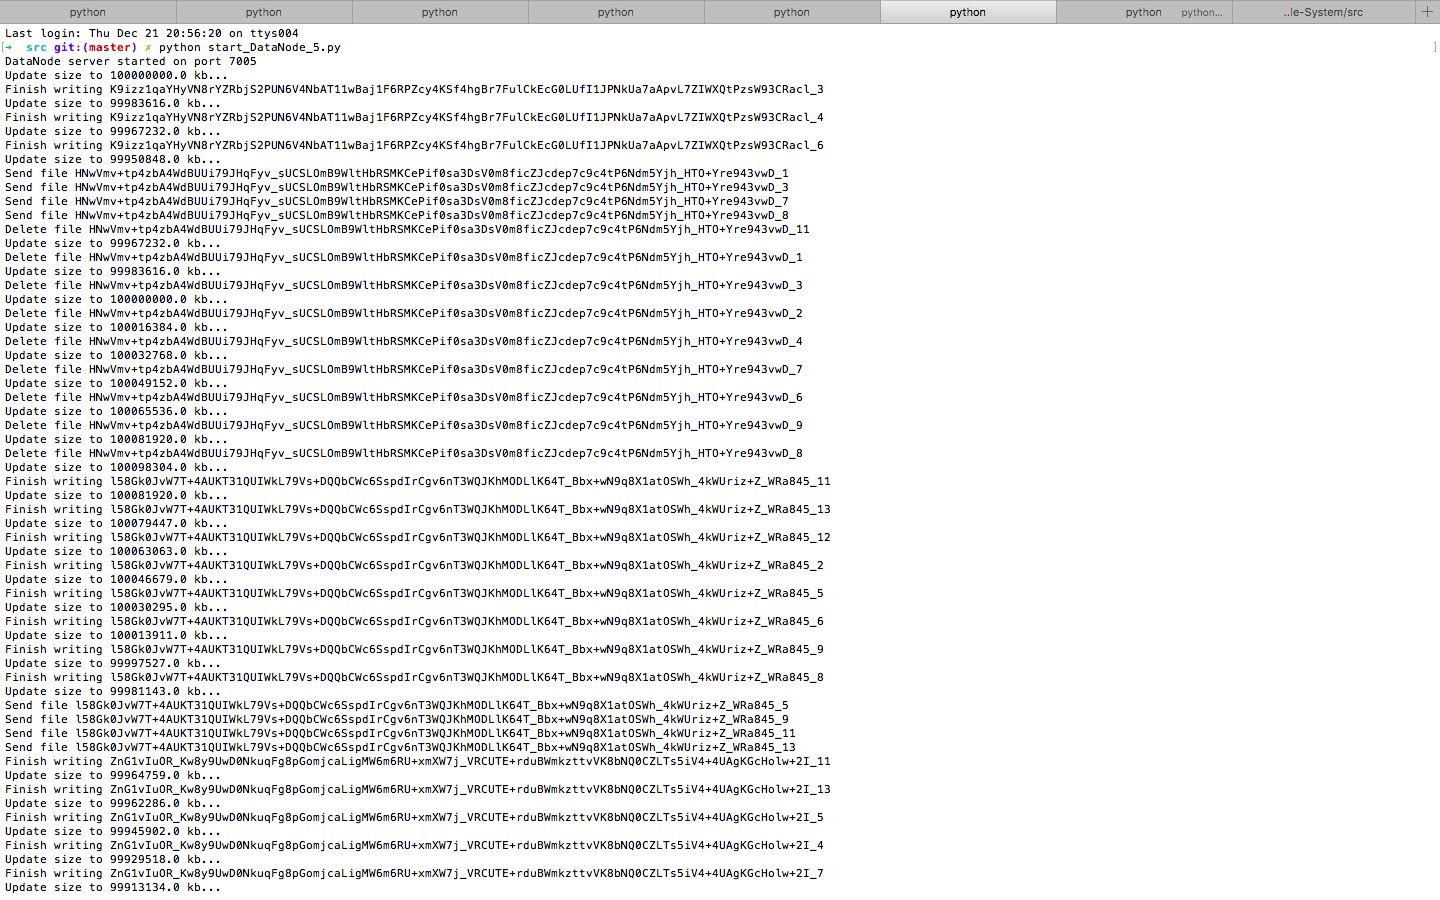 python
python
python
python
python
python
python
python...
..le-System/src
+
Last login: Thu Dec 21 20:56:20 on ttys004
[➜  src git:(master) ✗ python start_DataNode_5.py ]
DataNode server started on port 7005
Update size to 100000000.0 kb...
Finish writing K9izz1qaYHyVN8rYZRbjS2PUN6V4NbAT11wBaj1F6RPZcy4KSf4hgBr7FulCkEcG0LUfI1JPNkUa7aApvL7ZIWXQtPzsW93CRacl_3
Update size to 99983616.0 kb...
Finish writing K9izz1qaYHyVN8rYZRbjS2PUN6V4NbAT11wBaj1F6RPZcy4KSf4hgBr7FulCkEcG0LUfI1JPNkUa7aApvL7ZIWXQtPzsW93CRacl_4
Update size to 99967232.0 kb...
Finish writing K9izz1qaYHyVN8rYZRbjS2PUN6V4NbAT11wBaj1F6RPZcy4KSf4hgBr7FulCkEcG0LUfI1JPNkUa7aApvL7ZIWXQtPzsW93CRacl_6
Update size to 99950848.0 kb...
Send file HNwVmv+tp4zbA4WdBUUi79JHqFyv_sUCSLOmB9WltHbRSMKCePif0sa3DsV0m8ficZJcdep7c9c4tP6Ndm5Yjh_HTO+Yre943vwD_1
Send file HNwVmv+tp4zbA4WdBUUi79JHqFyv_sUCSLOmB9WltHbRSMKCePif0sa3DsV0m8ficZJcdep7c9c4tP6Ndm5Yjh_HTO+Yre943vwD_3
Send file HNwVmv+tp4zbA4WdBUUi79JHqFyv_sUCSLOmB9WltHbRSMKCePif0sa3DsV0m8ficZJcdep7c9c4tP6Ndm5Yjh_HTO+Yre943vwD_7
Send file HNwVmv+tp4zbA4WdBUUi79JHqFyv_sUCSLOmB9WltHbRSMKCePif0sa3DsV0m8ficZJcdep7c9c4tP6Ndm5Yjh_HTO+Yre943vwD_8
Delete file HNwVmv+tp4zbA4WdBUUi79JHqFyv_sUCSLOmB9WltHbRSMKCePif0sa3DsV0m8ficZJcdep7c9c4tP6Ndm5Yjh_HTO+Yre943vwD_11
Update size to 99967232.0 kb...
Delete file HNwVmv+tp4zbA4WdBUUi79JHqFyv_sUCSLOmB9WltHbRSMKCePif0sa3DsV0m8ficZJcdep7c9c4tP6Ndm5Yjh_HTO+Yre943vwD_1
Update size to 99983616.0 kb...
Delete file HNwVmv+tp4zbA4WdBUUi79JHqFyv_sUCSLOmB9WltHbRSMKCePif0sa3DsV0m8ficZJcdep7c9c4tP6Ndm5Yjh_HTO+Yre943vwD_3
Update size to 100000000.0 kb...
Delete file HNwVmv+tp4zbA4WdBUUi79JHqFyv_sUCSLOmB9WltHbRSMKCePif0sa3DsV0m8ficZJcdep7c9c4tP6Ndm5Yjh_HTO+Yre943vwD_2
Update size to 100016384.0 kb...
Delete file HNwVmv+tp4zbA4WdBUUi79JHqFyv_sUCSLOmB9WltHbRSMKCePif0sa3DsV0m8ficZJcdep7c9c4tP6Ndm5Yjh_HTO+Yre943vwD_4
Update size to 100032768.0 kb...
Delete file HNwVmv+tp4zbA4WdBUUi79JHqFyv_sUCSLOmB9WltHbRSMKCePif0sa3DsV0m8ficZJcdep7c9c4tP6Ndm5Yjh_HTO+Yre943vwD_7
Update size to 100049152.0 kb...
Delete file HNwVmv+tp4zbA4WdBUUi79JHqFyv_sUCSLOmB9WltHbRSMKCePif0sa3DsV0m8ficZJcdep7c9c4tP6Ndm5Yjh_HTO+Yre943vwD_6
Update size to 100065536.0 kb...
Delete file HNwVmv+tp4zbA4WdBUUi79JHqFyv_sUCSLOmB9WltHbRSMKCePif0sa3DsV0m8ficZJcdep7c9c4tP6Ndm5Yjh_HTO+Yre943vwD_9
Update size to 100081920.0 kb...
Delete file HNwVmv+tp4zbA4WdBUUi79JHqFyv_sUCSLOmB9WltHbRSMKCePif0sa3DsV0m8ficZJcdep7c9c4tP6Ndm5Yjh_HTO+Yre943vwD_8
Update size to 100098304.0 kb...
Finish writing l58Gk0JvW7T+4AUKT31QUIWkL79Vs+DQQbCWc6SspdIrCgv6nT3WQJKhMODLlK64T_Bbx+wN9q8X1atOSWh_4kWUriz+Z_WRa845_11
Update size to 100081920.0 kb...
Finish writing l58Gk0JvW7T+4AUKT31QUIWkL79Vs+DQQbCWc6SspdIrCgv6nT3WQJKhMODLlK64T_Bbx+wN9q8X1atOSWh_4kWUriz+Z_WRa845_13
Update size to 100079447.0 kb...
Finish writing l58Gk0JvW7T+4AUKT31QUIWkL79Vs+DQQbCWc6SspdIrCgv6nT3WQJKhMODLlK64T_Bbx+wN9q8X1atOSWh_4kWUriz+Z_WRa845_12
Update size to 100063063.0 kb...
Finish writing l58Gk0JvW7T+4AUKT31QUIWkL79Vs+DQQbCWc6SspdIrCgv6nT3WQJKhMODLlK64T_Bbx+wN9q8X1atOSWh_4kWUriz+Z_WRa845_2
Update size to 100046679.0 kb...
Finish writing l58Gk0JvW7T+4AUKT31QUIWkL79Vs+DQQbCWc6SspdIrCgv6nT3WQJKhMODLlK64T_Bbx+wN9q8X1atOSWh_4kWUriz+Z_WRa845_5
Update size to 100030295.0 kb...
Finish writing l58Gk0JvW7T+4AUKT31QUIWkL79Vs+DQQbCWc6SspdIrCgv6nT3WQJKhMODLlK64T_Bbx+wN9q8X1atOSWh_4kWUriz+Z_WRa845_6
Update size to 100013911.0 kb...
Finish writing l58Gk0JvW7T+4AUKT31QUIWkL79Vs+DQQbCWc6SspdIrCgv6nT3WQJKhMODLlK64T_Bbx+wN9q8X1atOSWh_4kWUriz+Z_WRa845_9
Update size to 99997527.0 kb...
Finish writing l58Gk0JvW7T+4AUKT31QUIWkL79Vs+DQQbCWc6SspdIrCgv6nT3WQJKhMODLlK64T_Bbx+wN9q8X1atOSWh_4kWUriz+Z_WRa845_8
Update size to 99981143.0 kb...
Send file l58Gk0JvW7T+4AUKT31QUIWkL79Vs+DQQbCWc6SspdIrCgv6nT3WQJKhMODLlK64T_Bbx+wN9q8X1atOSWh_4kWUriz+Z_WRa845_5
Send file l58Gk0JvW7T+4AUKT31QUIWkL79Vs+DQQbCWc6SspdIrCgv6nT3WQJKhMODLlK64T_Bbx+wN9q8X1atOSWh_4kWUriz+Z_WRa845_9
Send file l58Gk0JvW7T+4AUKT31QUIWkL79Vs+DQQbCWc6SspdIrCgv6nT3WQJKhMODLlK64T_Bbx+wN9q8X1atOSWh_4kWUriz+Z_WRa845_11
Send file l58Gk0JvW7T+4AUKT31QUIWkL79Vs+DQQbCWc6SspdIrCgv6nT3WQJKhMODLlK64T_Bbx+wN9q8X1atOSWh_4kWUriz+Z_WRa845_13
Finish writing ZnG1vIuOR_Kw8y9UwD0NkuqFg8pGomjcaLigMW6m6RU+xmXW7j_VRCUTE+rduBWmkzttvVK8bNQ0CZLTs5iV4+4UAgKGcHolw+2I_11
Update size to 99964759.0 kb...
Finish writing ZnG1vIuOR_Kw8y9UwD0NkuqFg8pGomjcaLigMW6m6RU+xmXW7j_VRCUTE+rduBWmkzttvVK8bNQ0CZLTs5iV4+4UAgKGcHolw+2I_13
Update size to 99962286.0 kb...
Finish writing ZnG1vIuOR_Kw8y9UwD0NkuqFg8pGomjcaLigMW6m6RU+xmXW7j_VRCUTE+rduBWmkzttvVK8bNQ0CZLTs5iV4+4UAgKGcHolw+2I_5
Update size to 99945902.0 kb...
Finish writing ZnG1vIuOR_Kw8y9UwD0NkuqFg8pGomjcaLigMW6m6RU+xmXW7j_VRCUTE+rduBWmkzttvVK8bNQ0CZLTs5iV4+4UAgKGcHolw+2I_4
Update size to 99929518.0 kb...
Finish writing ZnG1vIuOR_Kw8y9UwD0NkuqFg8pGomjcaLigMW6m6RU+xmXW7j_VRCUTE+rduBWmkzttvVK8bNQ0CZLTs5iV4+4UAgKGcHolw+2I_7
Update size to 99913134.0 kb...